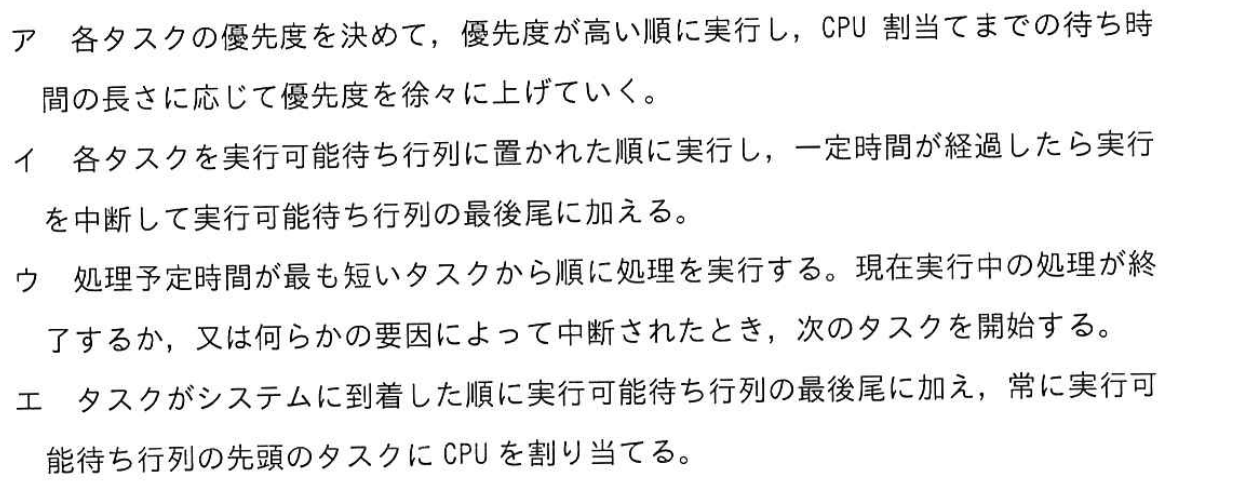 ア 各タスクの優先度を決めて，優先度が高い順に実行し，CPU 割当てまでの待ち時
間の長さに応じて優先度を徐々に上げていく。
イ 各タスクを実行可能待ち行列に置かれた順に実行し，一定時間が経過したら実行
を中断して実行可能待ち行列の最後尾に加える。
ウ 処理予定時間が最も短いタスクから順に処理を実行する。現在実行中の処理が終
了するか，又は何らかの要因によって中断されたとき，次のタスクを開始する。
エ タスクがシステムに到着した順に実行可能待ち行列の最後尾に加え，常に実行可
能待ち行列の先頭のタスクに CPU を割り当てる。